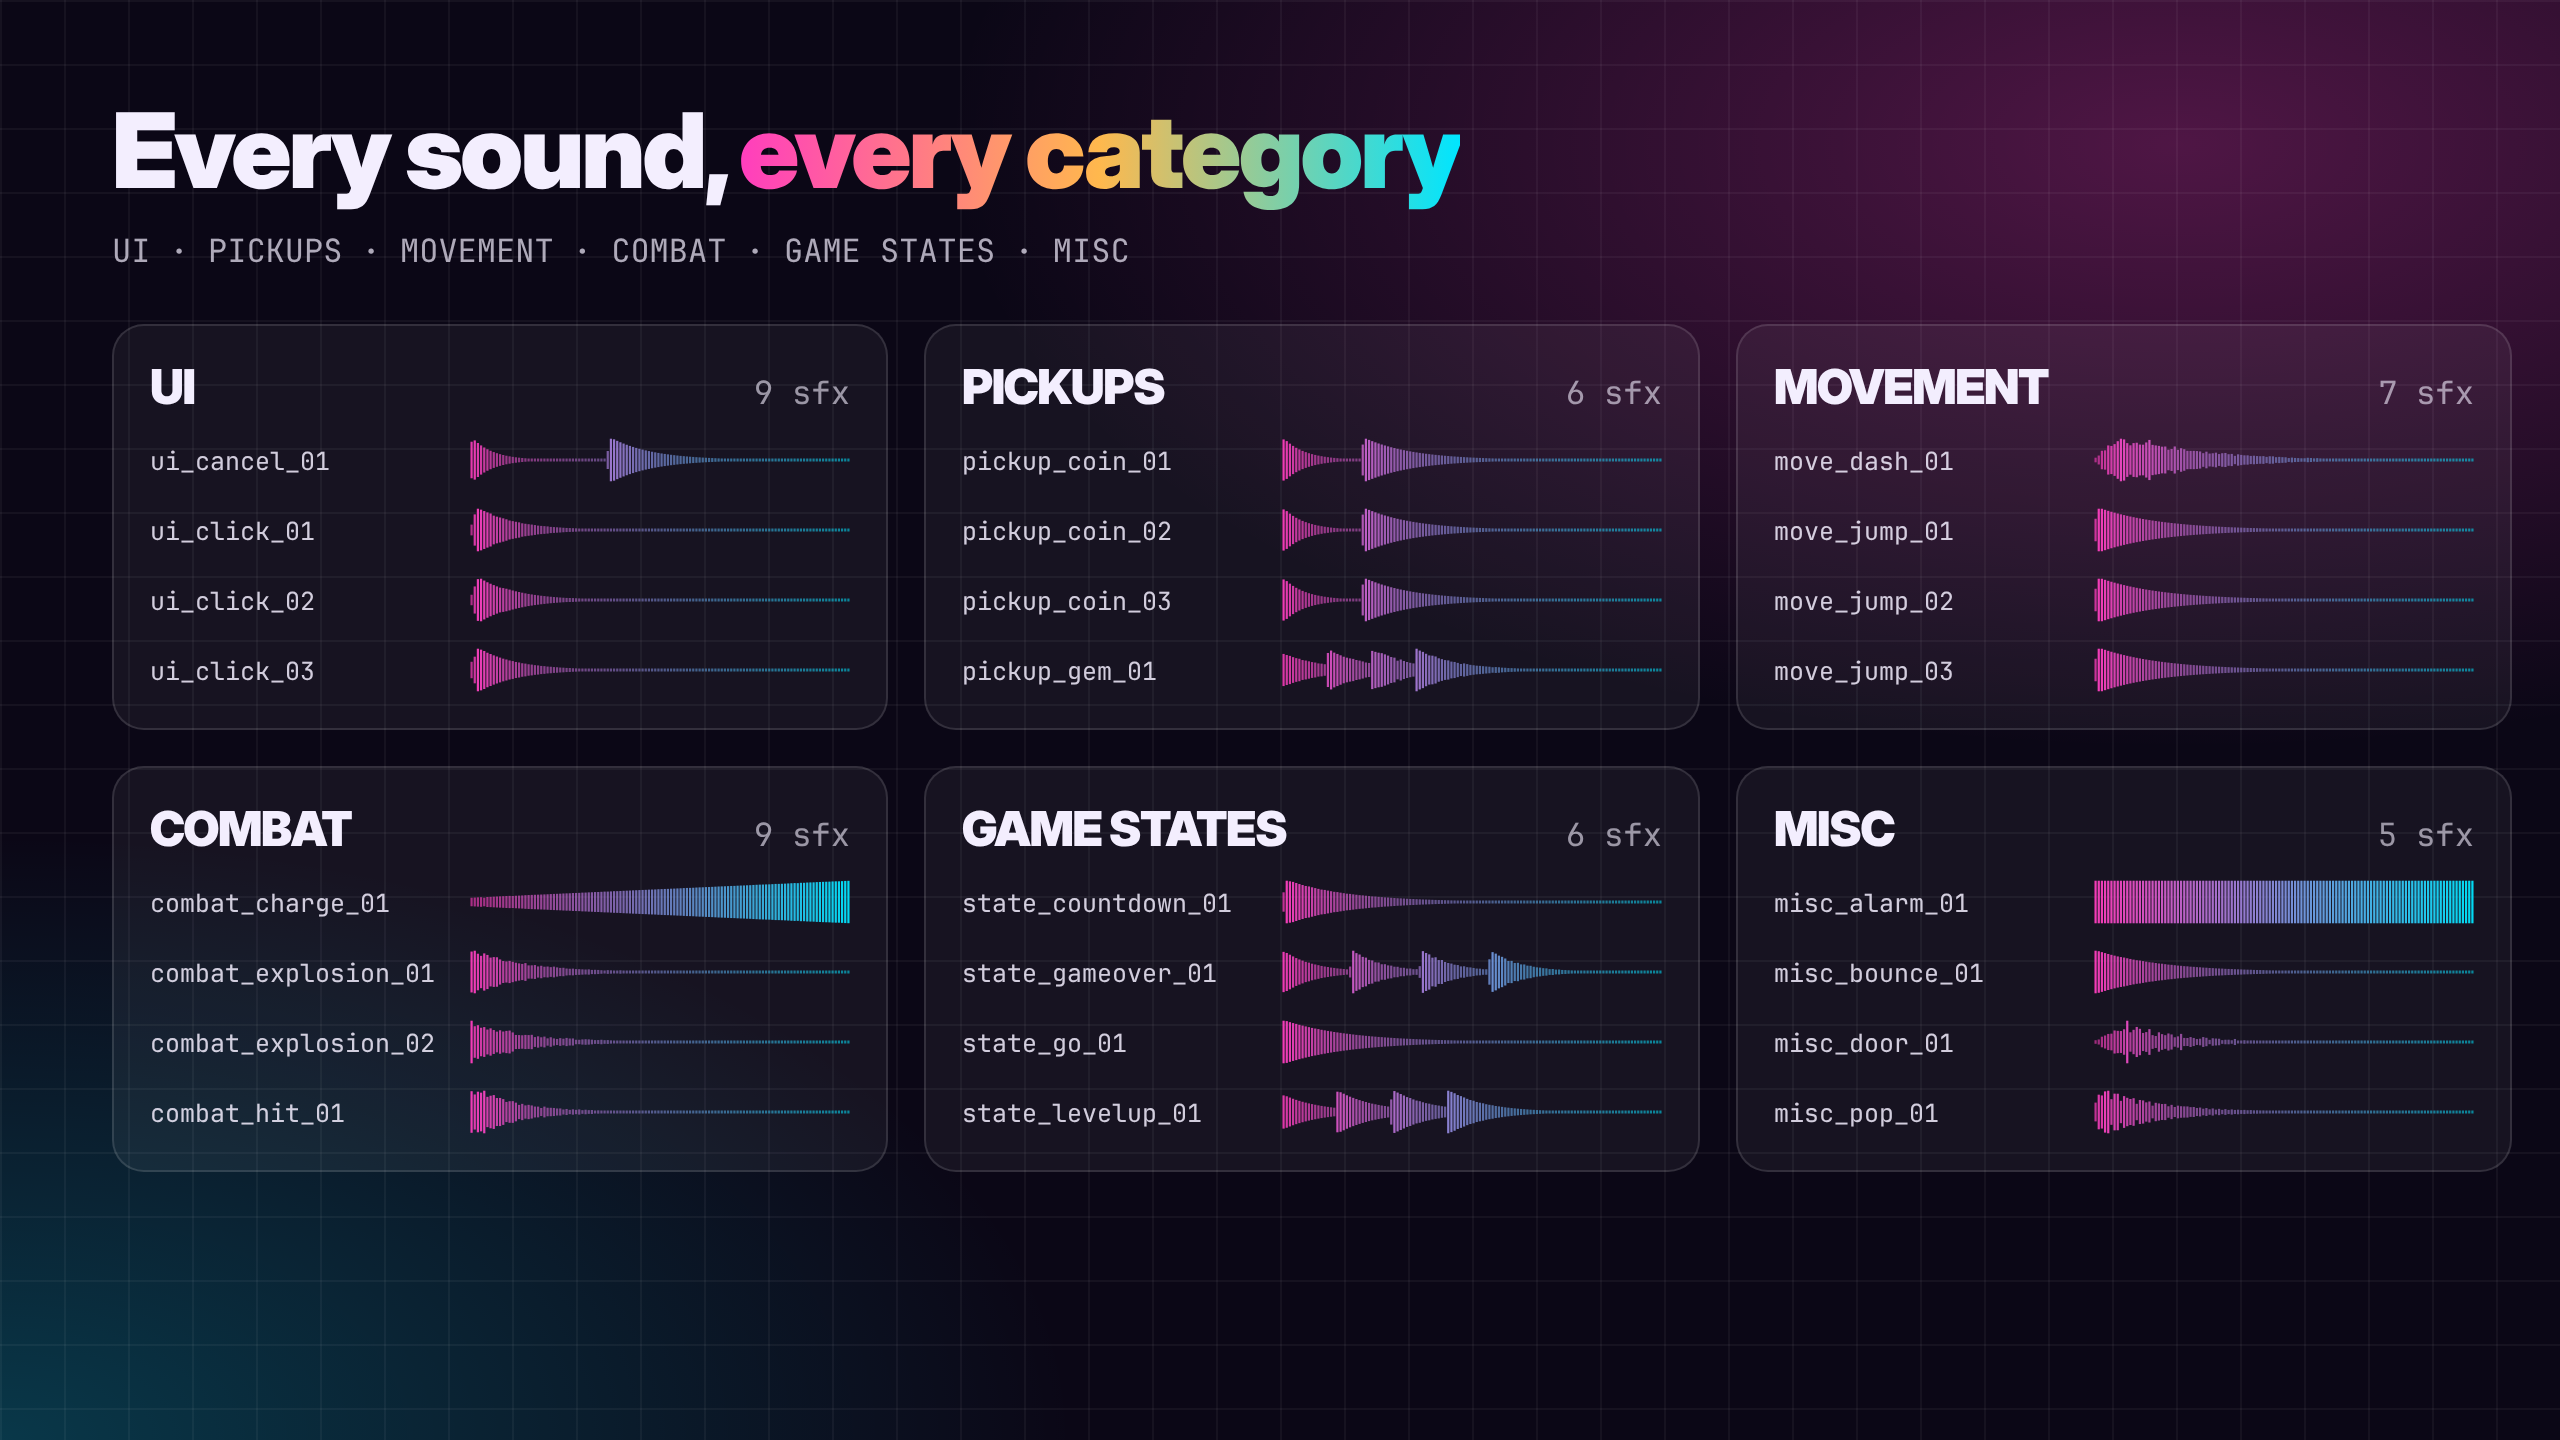 Every sound, every category
UI · PICKUPS · MOVEMENT · COMBAT · GAME STATES · MISC
UI 9 sfx
ui_cancel_01
ui_click_01
ui_click_02
ui_click_03
PICKUPS 6 sfx
pickup_coin_01
pickup_coin_02
pickup_coin_03
pickup_gem_01
MOVEMENT 7 sfx
move_dash_01
move_jump_01
move_jump_02
move_jump_03
COMBAT 9 sfx
combat_charge_01
combat_explosion_01
combat_explosion_02
combat_hit_01
GAME STATES 6 sfx
state_countdown_01
state_gameover_01
state_go_01
state_levelup_01
MISC 5 sfx
misc_alarm_01
misc_bounce_01
misc_door_01
misc_pop_01